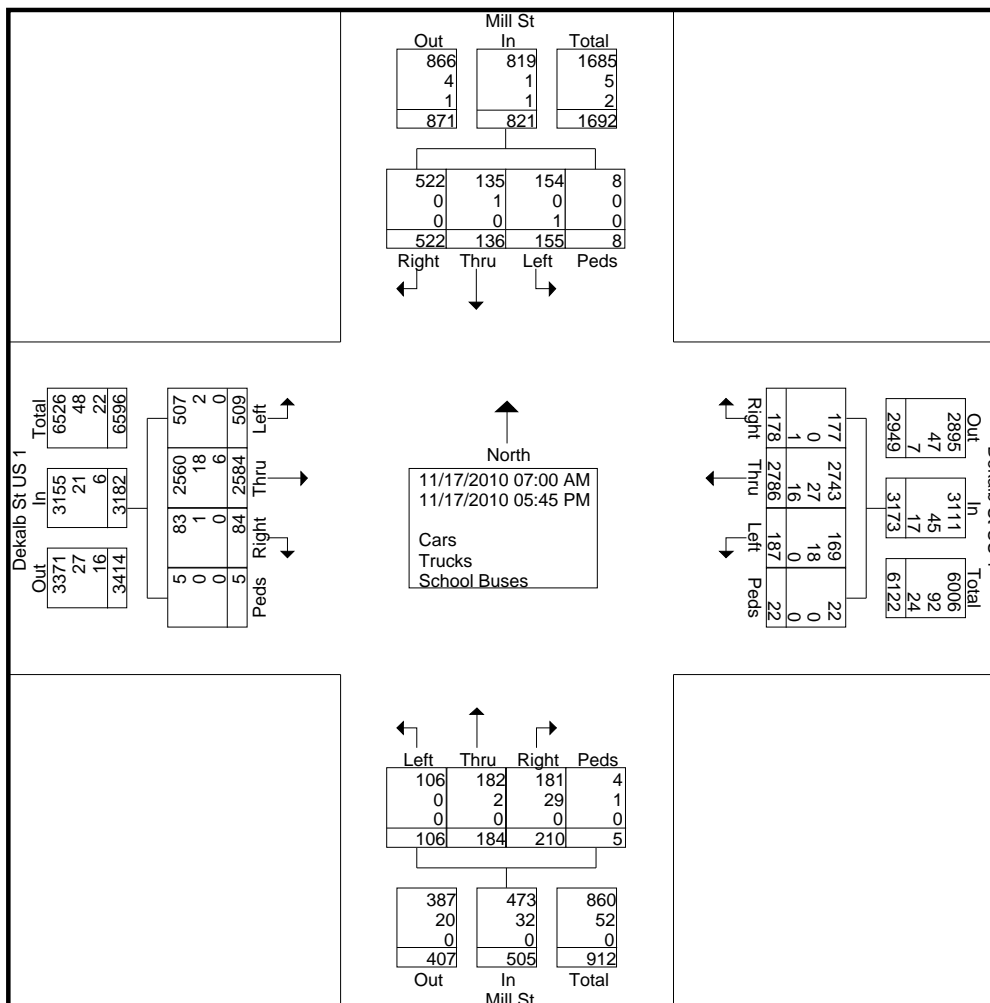 Mill St
Out In Total
866 819 1685
4 1 5
1 1 2
871 821 1692
522 135 154 8
0 1 0 0
0 0 1 0
522 136 155 8
Right Thru Left Peds
Dekalb St US 1
Total In Out
6526 3155 3371
48 21 27
22 6 16
6596 3182 3414
507 2560 83 5
2 18 1 0
0 6 0 0
509 2584 84 5
Left Thru Right Peds
North
11/17/2010 07:00 AM
11/17/2010 05:45 PM
Cars
Trucks
School Buses
Out In Total
2895 3111 6006
47 45 92
7 17 24
2949 3173 6122
177 2743 169 22
0 27 18 0
1 16 0 0
178 2786 187 22
Right Thru Left Peds
Left Thru Right Peds
106 182 181 4
0 2 29 1
0 0 0 0
106 184 210 5
387 473 860
20 32 52
0 0 0
407 505 912
Out In Total
Mill St